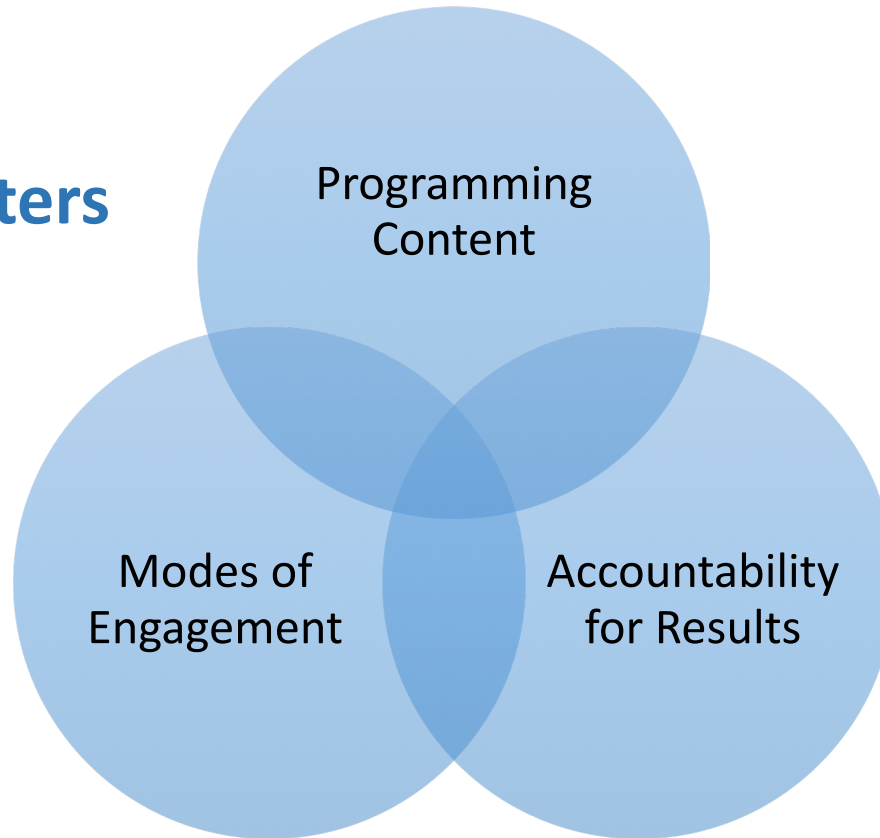 ters
Programming
Content
Modes of
Engagement
Accountability
for Results